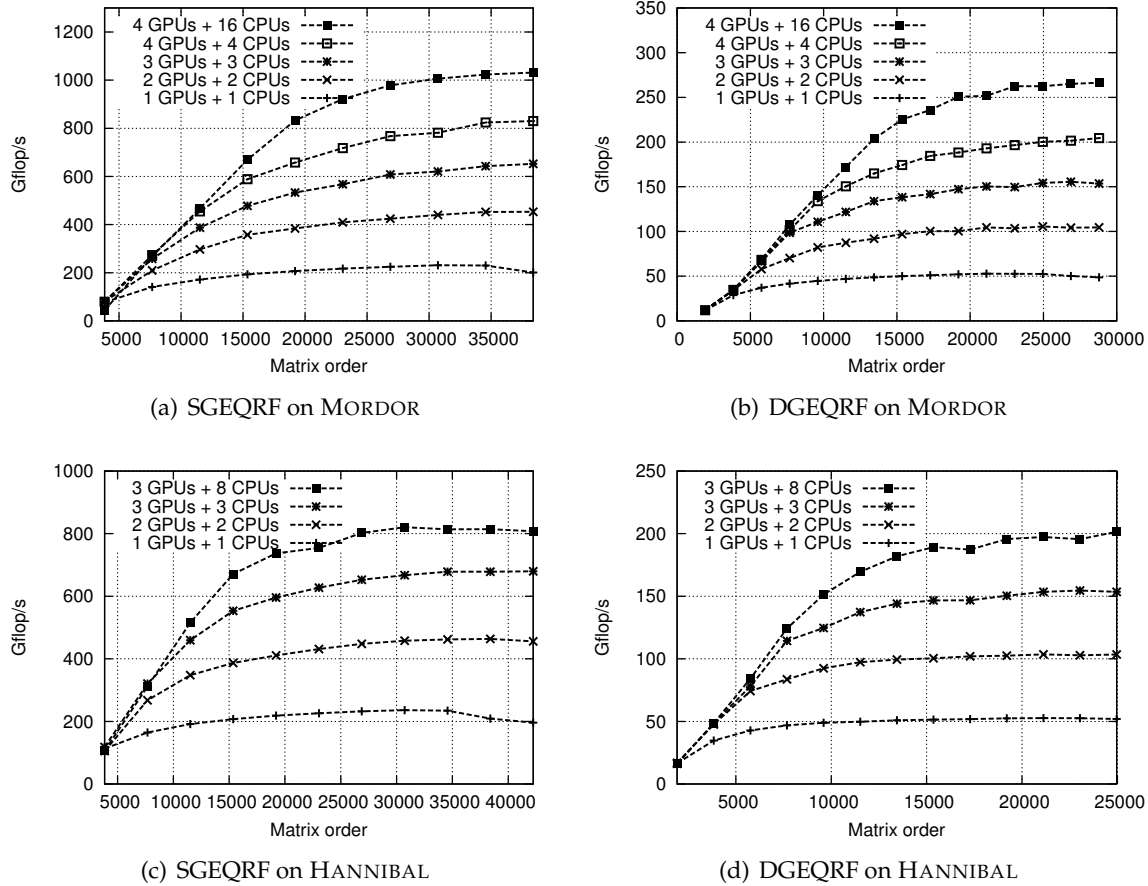 1200
1000
800
600
400
200
0
Gflop/s
4 GPUs + 16 CPUs
4 GPUs + 4 CPUs
3 GPUs + 3 CPUs
2 GPUs + 2 CPUs
1 GPUs + 1 CPUs
5000 10000 15000 20000 25000 30000 35000
Matrix order
(a) SGEQRF on MORDOR
350
300
250
200
150
100
50
0
Gflop/s
4 GPUs + 16 CPUs
4 GPUs + 4 CPUs
3 GPUs + 3 CPUs
2 GPUs + 2 CPUs
1 GPUs + 1 CPUs
0 5000 10000 15000 20000 25000 30000
Matrix order
(b) DGEQRF on MORDOR
1000
800
600
400
200
0
Gflop/s
3 GPUs + 8 CPUs
3 GPUs + 3 CPUs
2 GPUs + 2 CPUs
1 GPUs + 1 CPUs
5000 10000 15000 20000 25000 30000 35000 40000
Matrix order
(c) SGEQRF on HANNIBAL
250
200
150
100
50
0
Gflop/s
3 GPUs + 8 CPUs
3 GPUs + 3 CPUs
2 GPUs + 2 CPUs
1 GPUs + 1 CPUs
5000 10000 15000 20000 25000
Matrix order
(d) DGEQRF on HANNIBAL